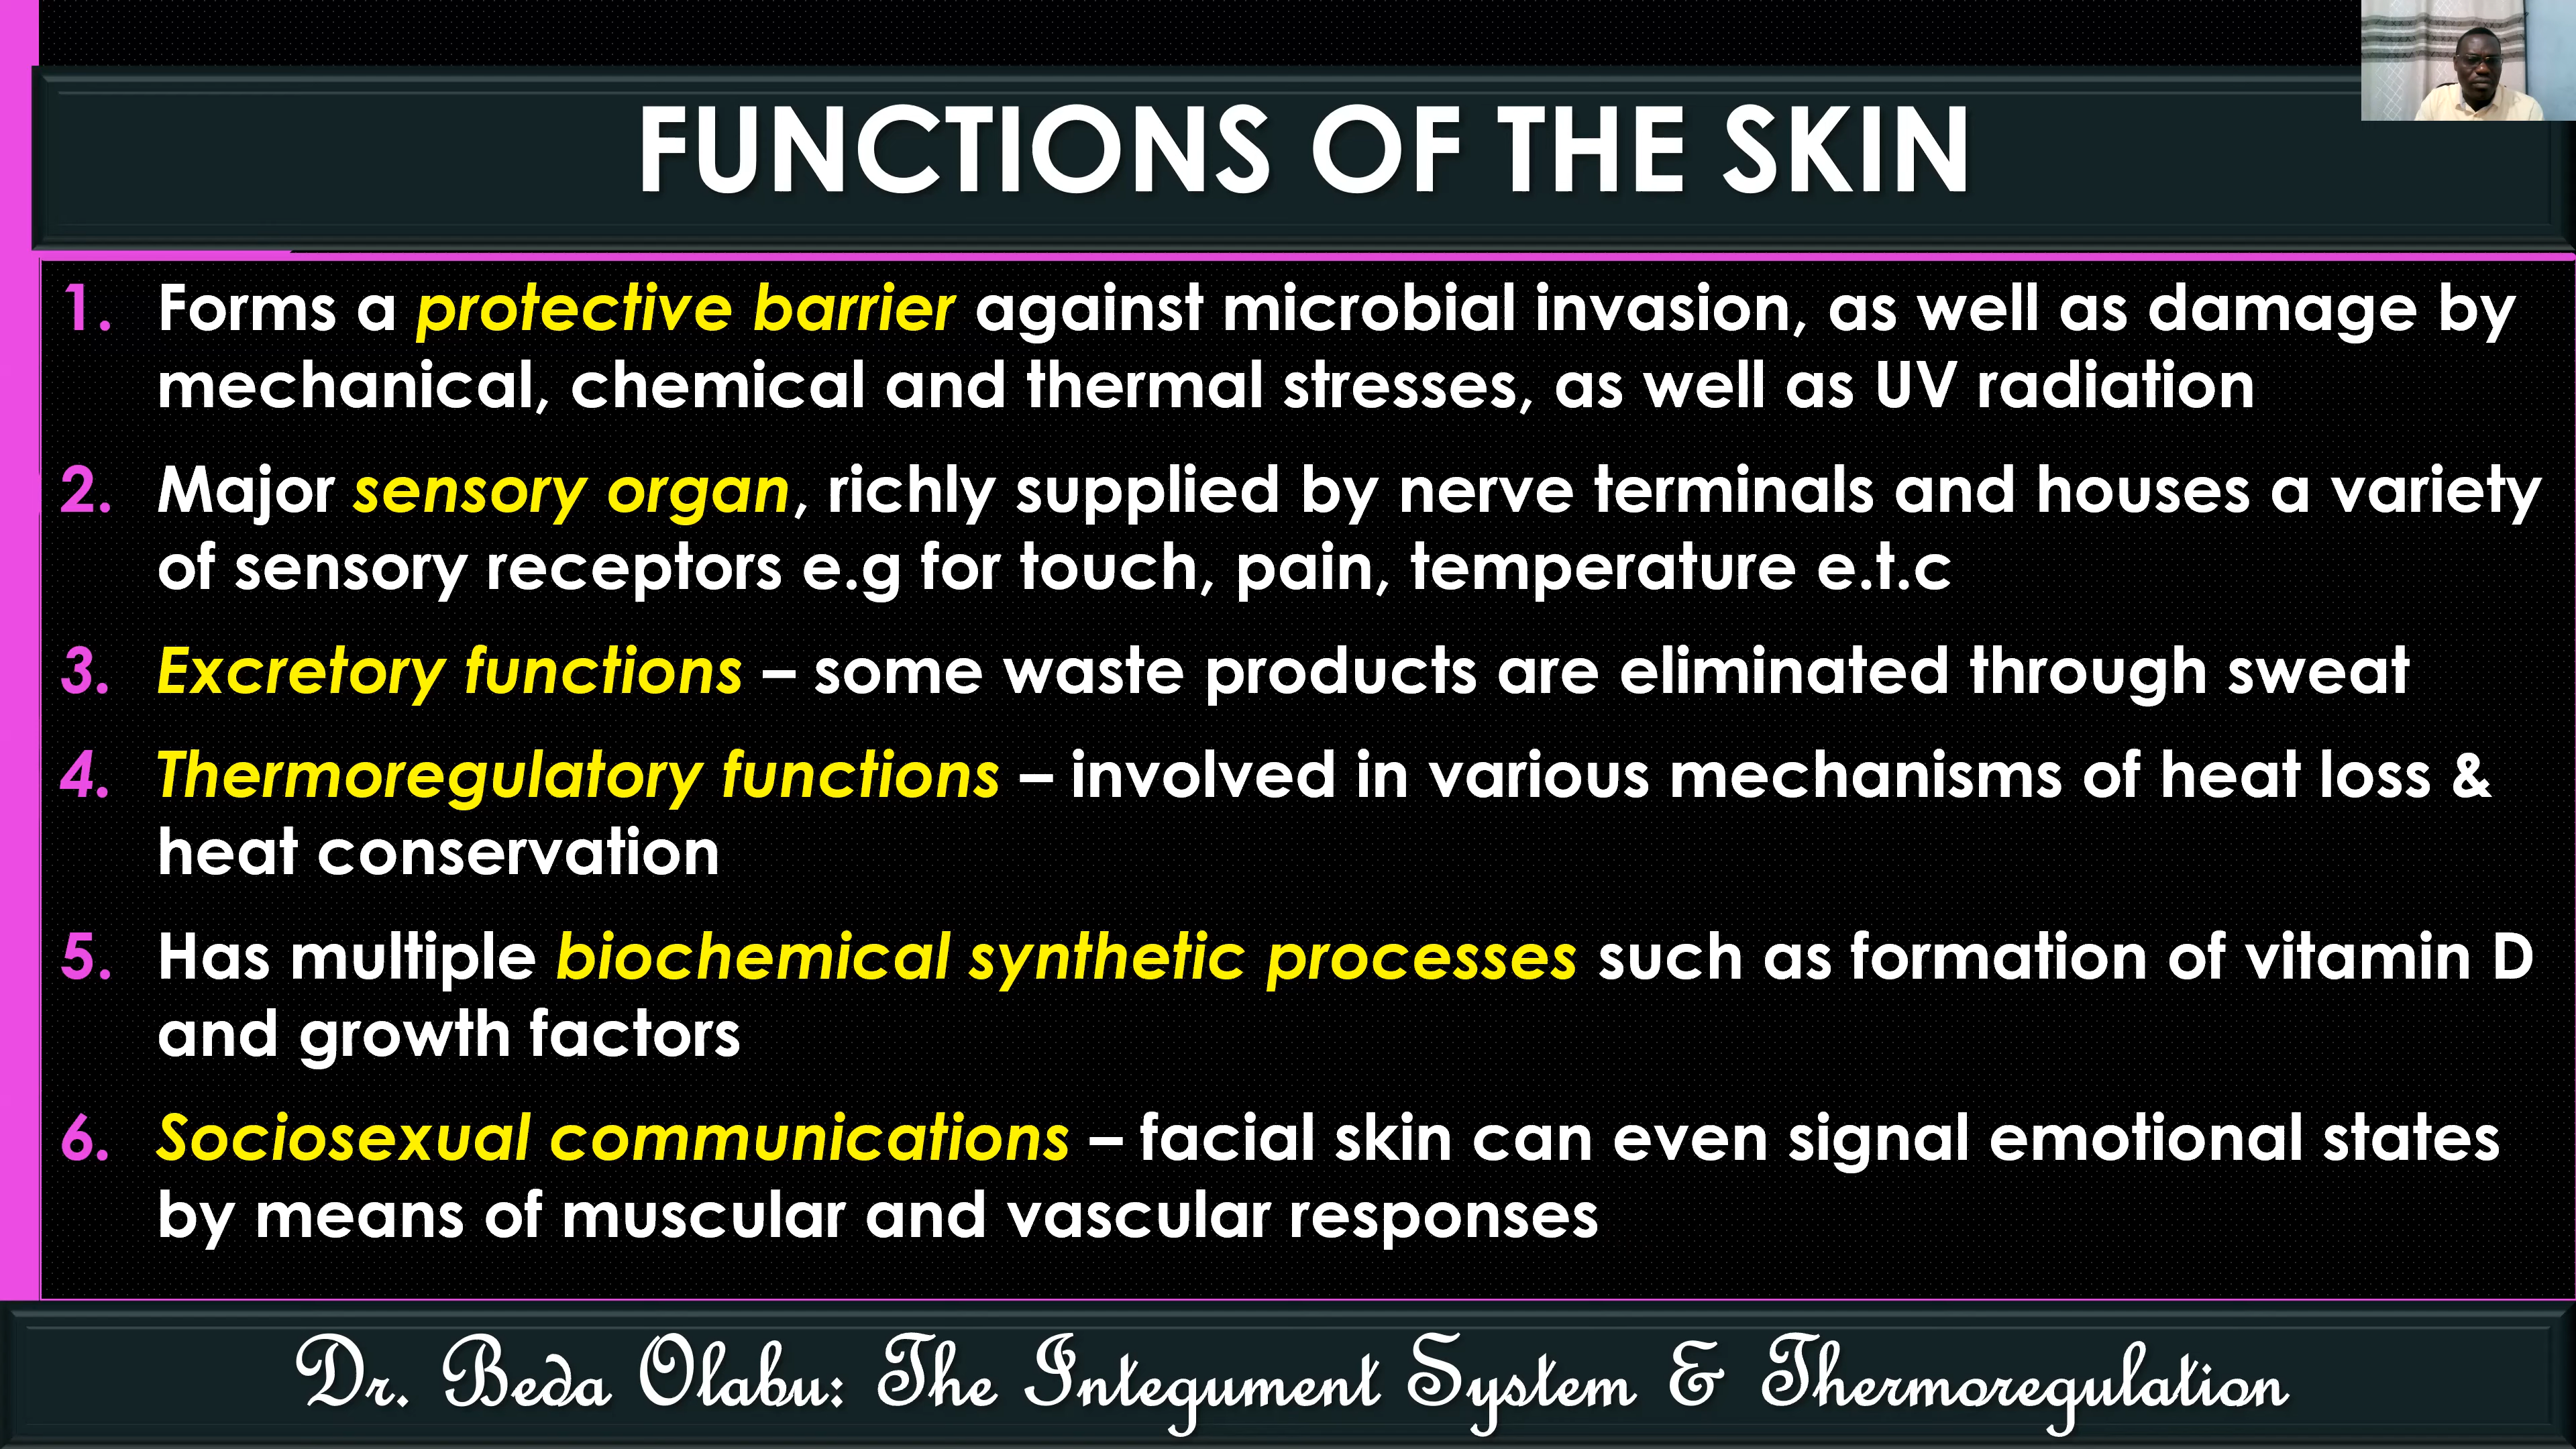 FUNCTIONS OF THE SKIN
1. Forms a protective barrier against microbial invasion, as well as damage by
mechanical, chemical and thermal stresses, as well as UV radiation
2. Major sensory organ, richly supplied by nerve terminals and houses a variety
of sensory receptors e.g for touch, pain, temperature e.t.c
3. Excretory functions – some waste products are eliminated through sweat
4. Thermoregulatory functions – involved in various mechanisms of heat loss &
heat conservation
5. Has multiple biochemical synthetic processes such as formation of vitamin D
and growth factors
6. Sociosexual communications – facial skin can even signal emotional states
by means of muscular and vascular responses
Dr. Beda Olabu: The Integument System & Thermoregulation